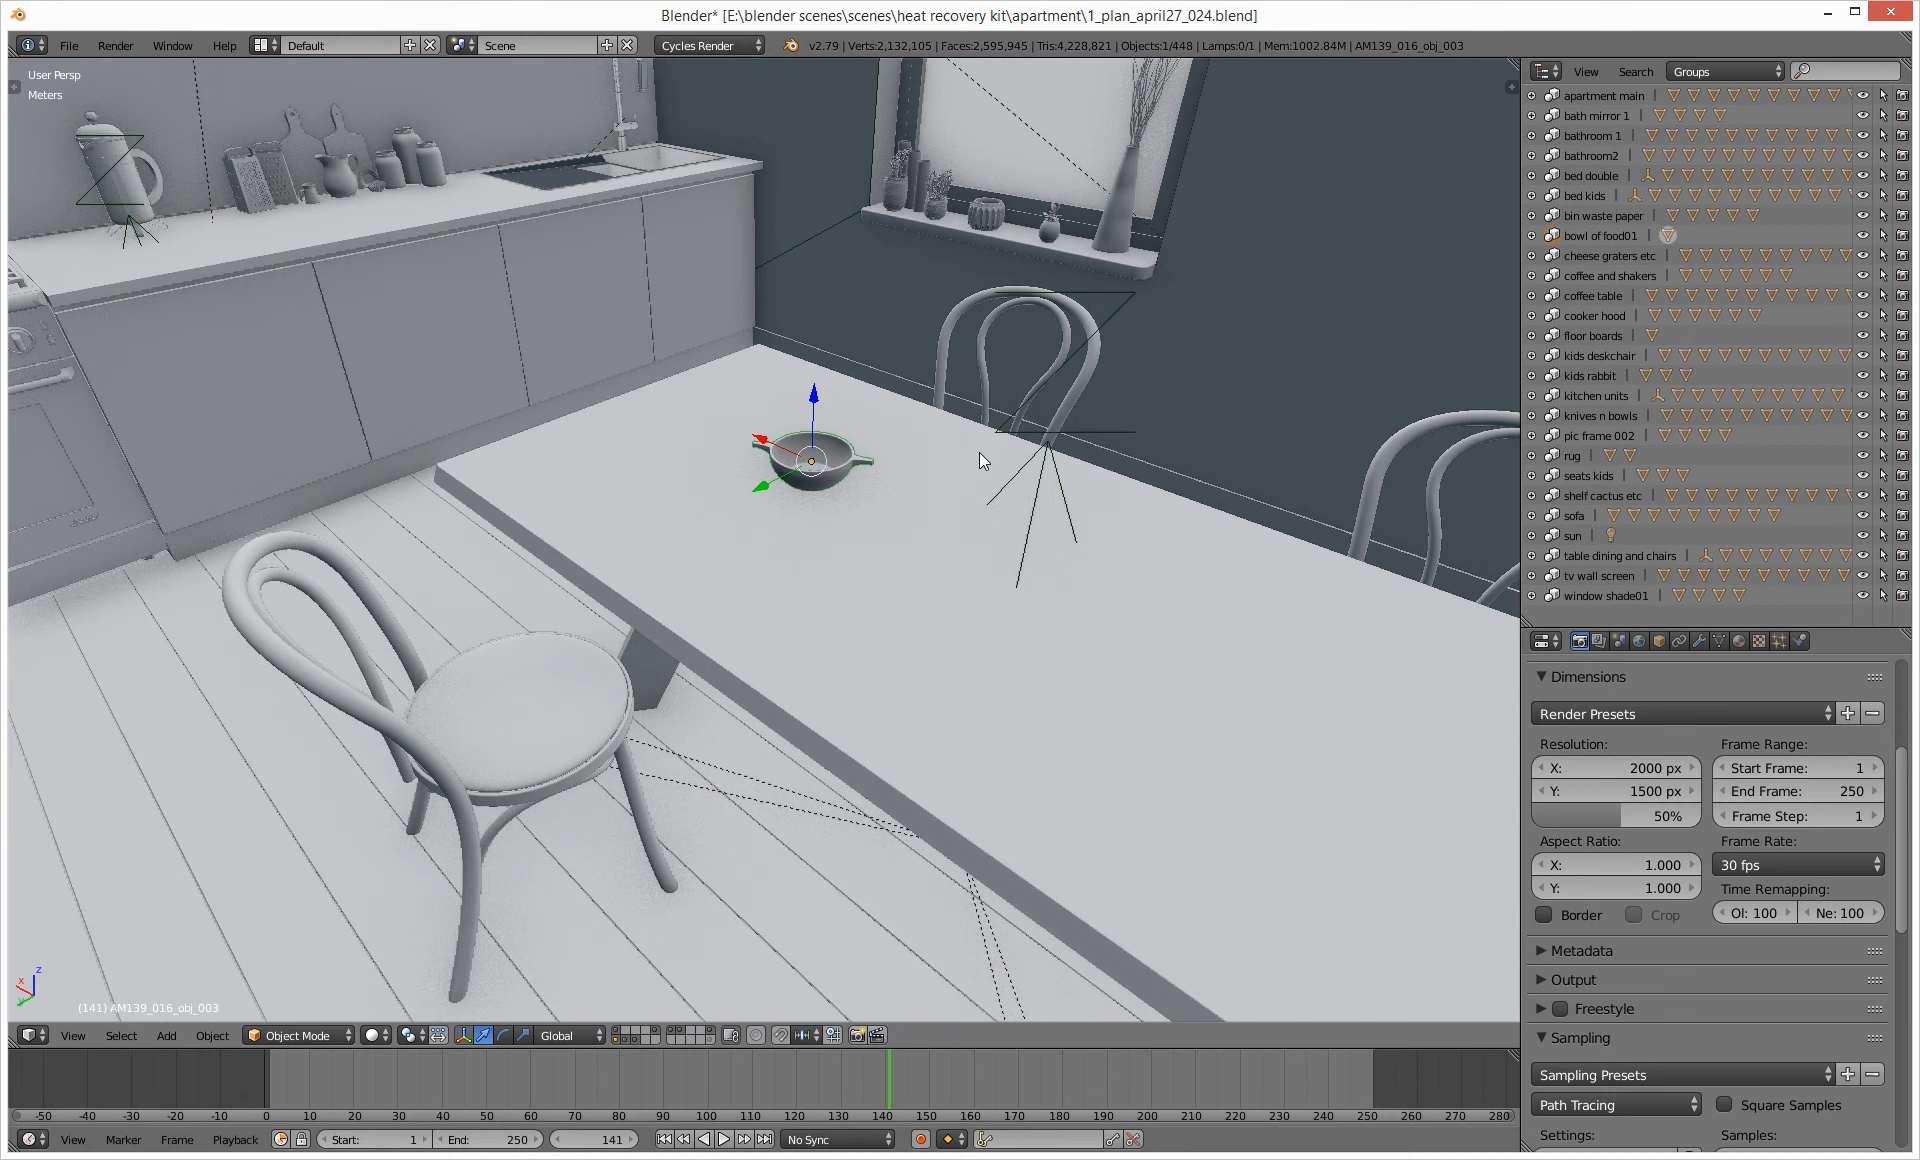 Blender* [E:\blender scenes\scenes\heat recovery kit\apartment\1_plan_april27_024.blend]
File Render Window Help Default Scene Cycles Render v2.79 | Verts:2,132,105 | Faces:2,595,945 | Tris:4,228,821 | Objects:1/448 | Lamps:0/1 | Mem:1002.84M | AM139_016_obj_003
User Persp
Meters
View Search Groups
apartment main
bath mirror 1
bathroom 1
bathroom2
bed double
bed kids
bin waste paper
bowl of food01
cheese graters etc
coffee and shakers
coffee table
cooker hood
floor boards
kids deskchair
kids rabbit
kitchen units
knives n bowls
pic frame 002
rug
seats kids
shelf cactus etc
sofa
sun
table dining and chairs
tv wall screen
window shade01
Dimensions
Render Presets
Resolution: Frame Range:
X: 2000 px Start Frame: 1
Y: 1500 px End Frame: 250
50% Frame Step: 1
Aspect Ratio: Frame Rate:
X: 1.000 30 fps
Y: 1.000 Time Remapping:
Border Crop Ol: 100 Ne: 100
Metadata
Output
Freestyle
Sampling
Sampling Presets
Path Tracing Square Samples
Settings: Samples:
z
x
y
(141) AM139_016_obj_003
View Select Add Object Object Mode Global
-50 -40 -30 -20 -10 0 10 20 30 40 50 60 70 80 90 100 110 120 130 140 150 160 170 180 190 200 210 220 230 240 250 260 270 280
View Marker Frame Playback Start: 1 End: 250 141 No Sync